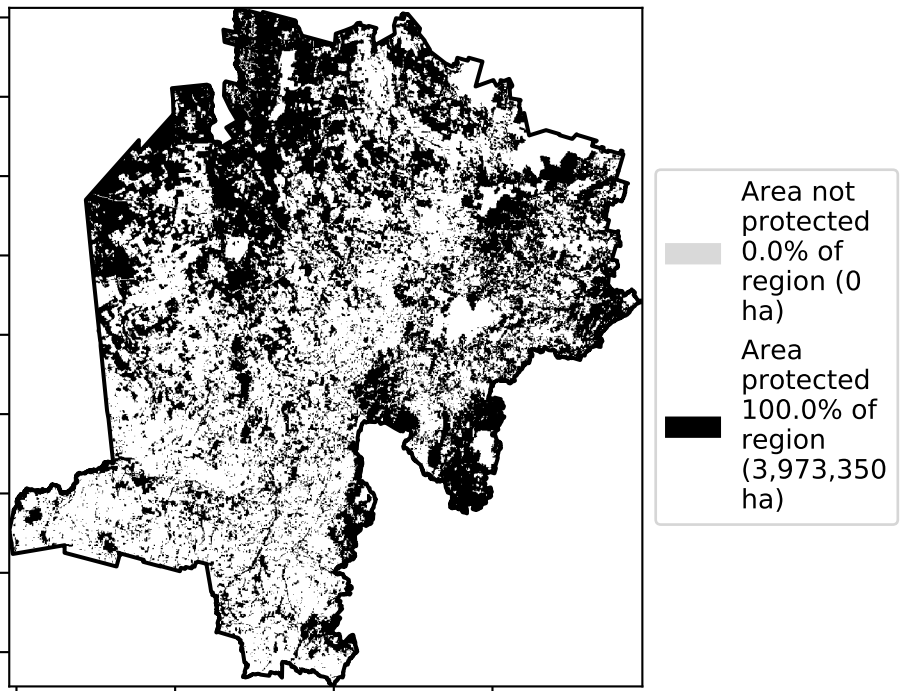 Area not
protected
0.0% of
region (0
ha)
Area
protected
100.0% of
region
(3,973,350
ha)